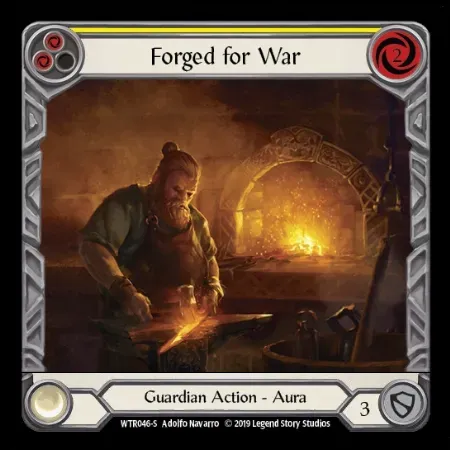 2
Forged for War
Guardian Action - Aura
3
WTR046-S Adolfo Navarro © 2019 Legend Story Studios